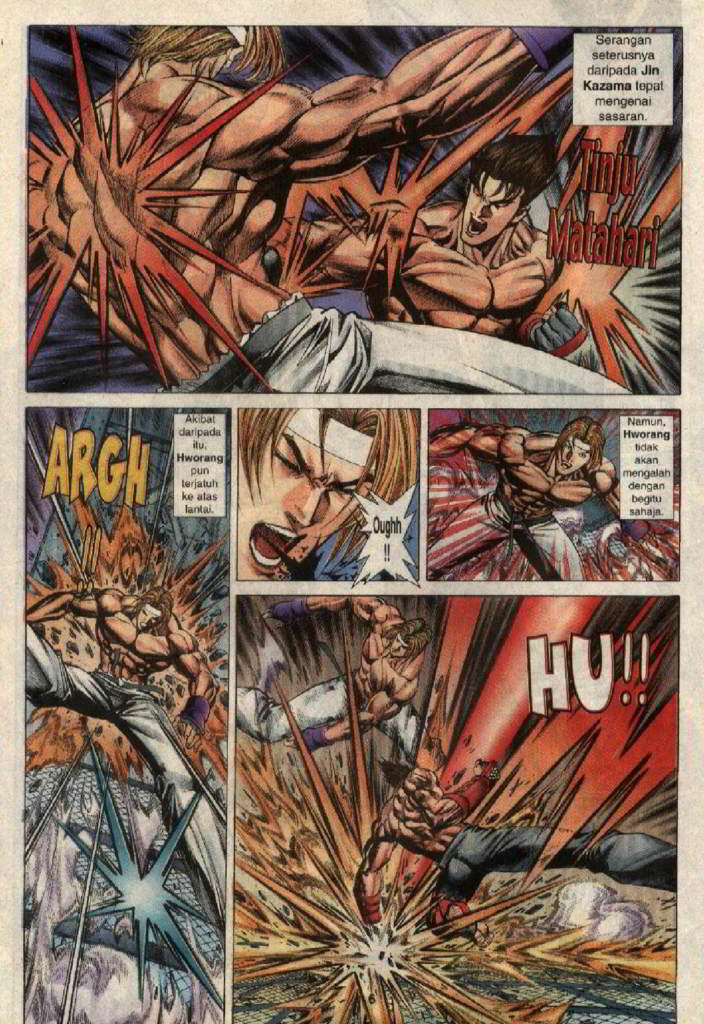 Serangan
seterusnya
daripada Jin
Kazama tepat
mengenai
sasaran.
Tinju
Matahari
ARGH
!!
Akibat
daripada
itu,
Hworang
pun
terjatuh
ke atas
lantai.
Oughh
!!
Namun,
Hworang
tidak
akan
mengalah
dengan
begitu
sahaja.
HU!!
6